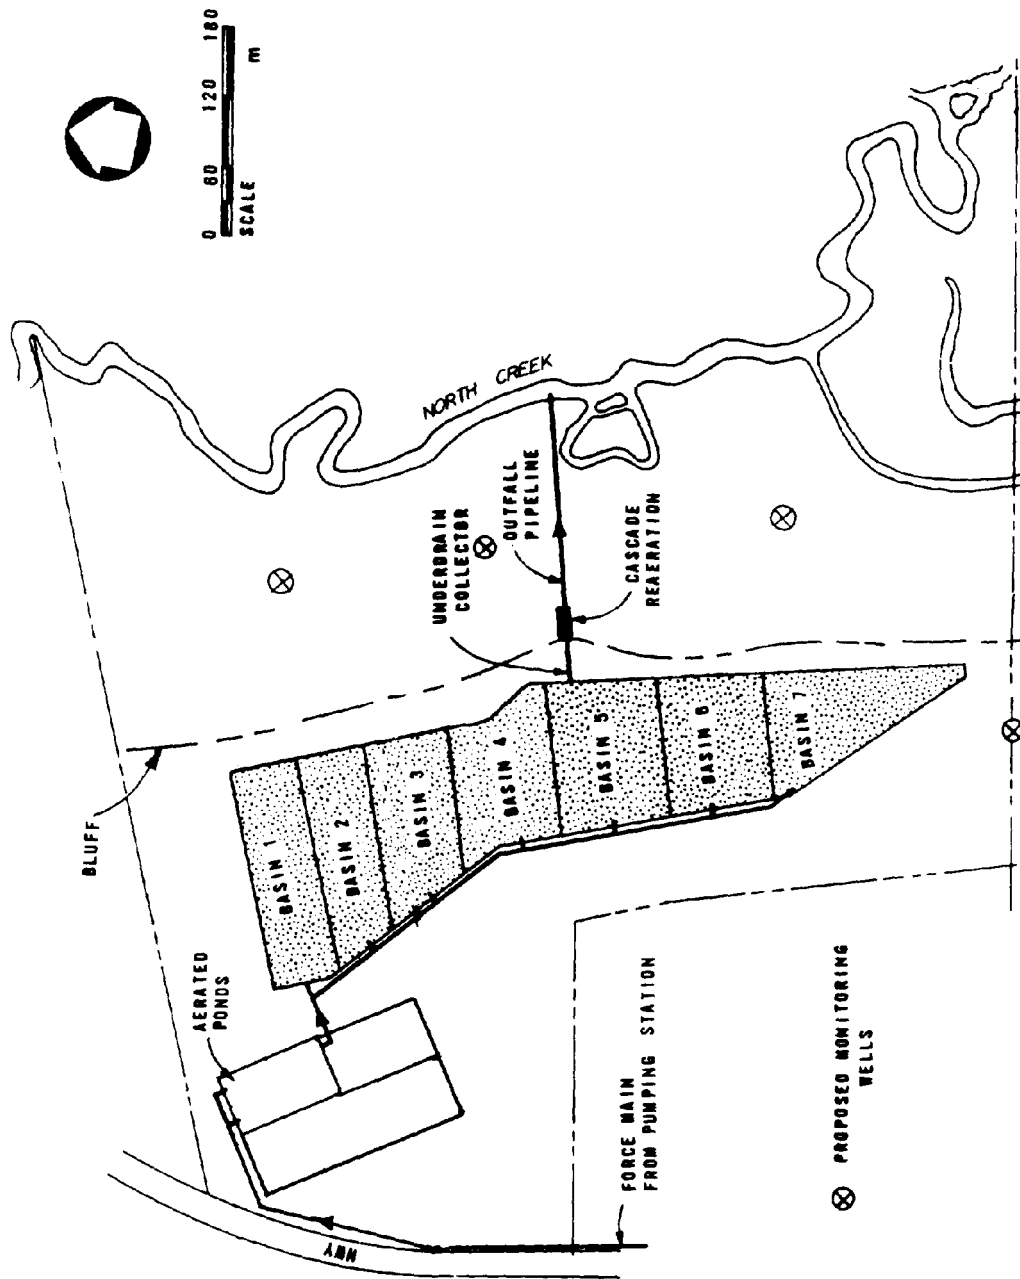 HWY
FORCE MAIN
FROM PUMPING STATION
AERATED
PONDS
BLUFF
BASIN 1
BASIN 2
BASIN 3
BASIN 4
BASIN 5
BASIN 6
BASIN 7
UNDERDRAIN
COLLECTOR
OUTFALL
PIPELINE
CASCADE
REAERATION
NORTH CREEK
0 60 120 180
SCALE m
⊗ PROPOSED MONITORING
WELLS